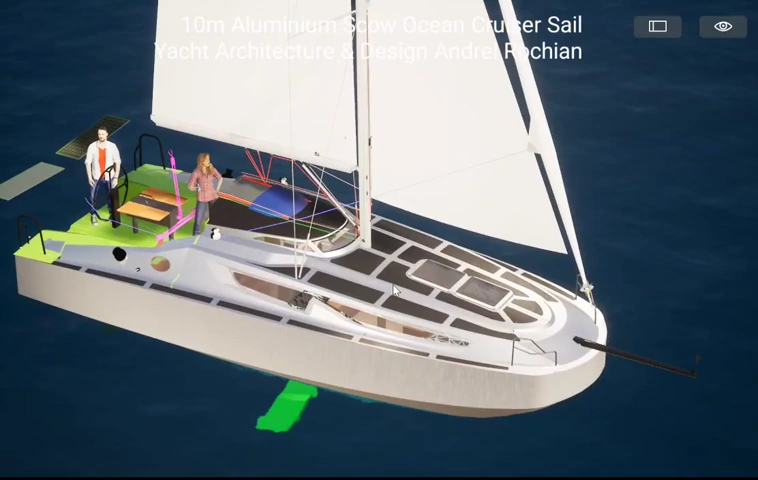 10m Aluminium Scow Ocean Cruiser Sail
Yacht Architecture & Design Andrei Rochian